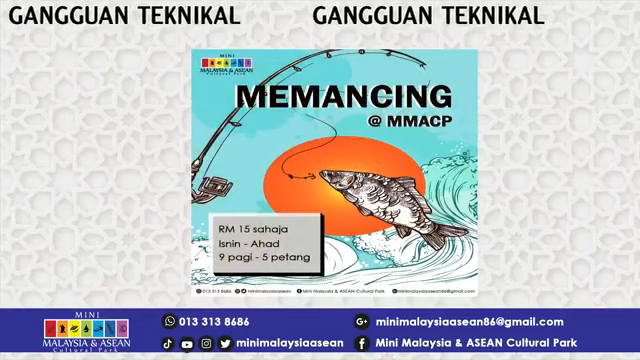 GANGGUAN TEKNIKAL
GANGGUAN TEKNIKAL
MINI
MALAYSIA & ASEAN
Cultural Park
MEMANCING
@ MMACP
RM 15 sahaja
Isnin - Ahad
9 pagi - 5 petang
013 313 8686 minimalaysiaasean Mini Malaysia & ASEAN Cultural Park minimalaysiaasean86@gmail.com
MINI
MALAYSIA & ASEAN
Cultural Park
013 313 8686
minimalaysiaasean86@gmail.com
minimalaysiaasean
Mini Malaysia & ASEAN Cultural Park